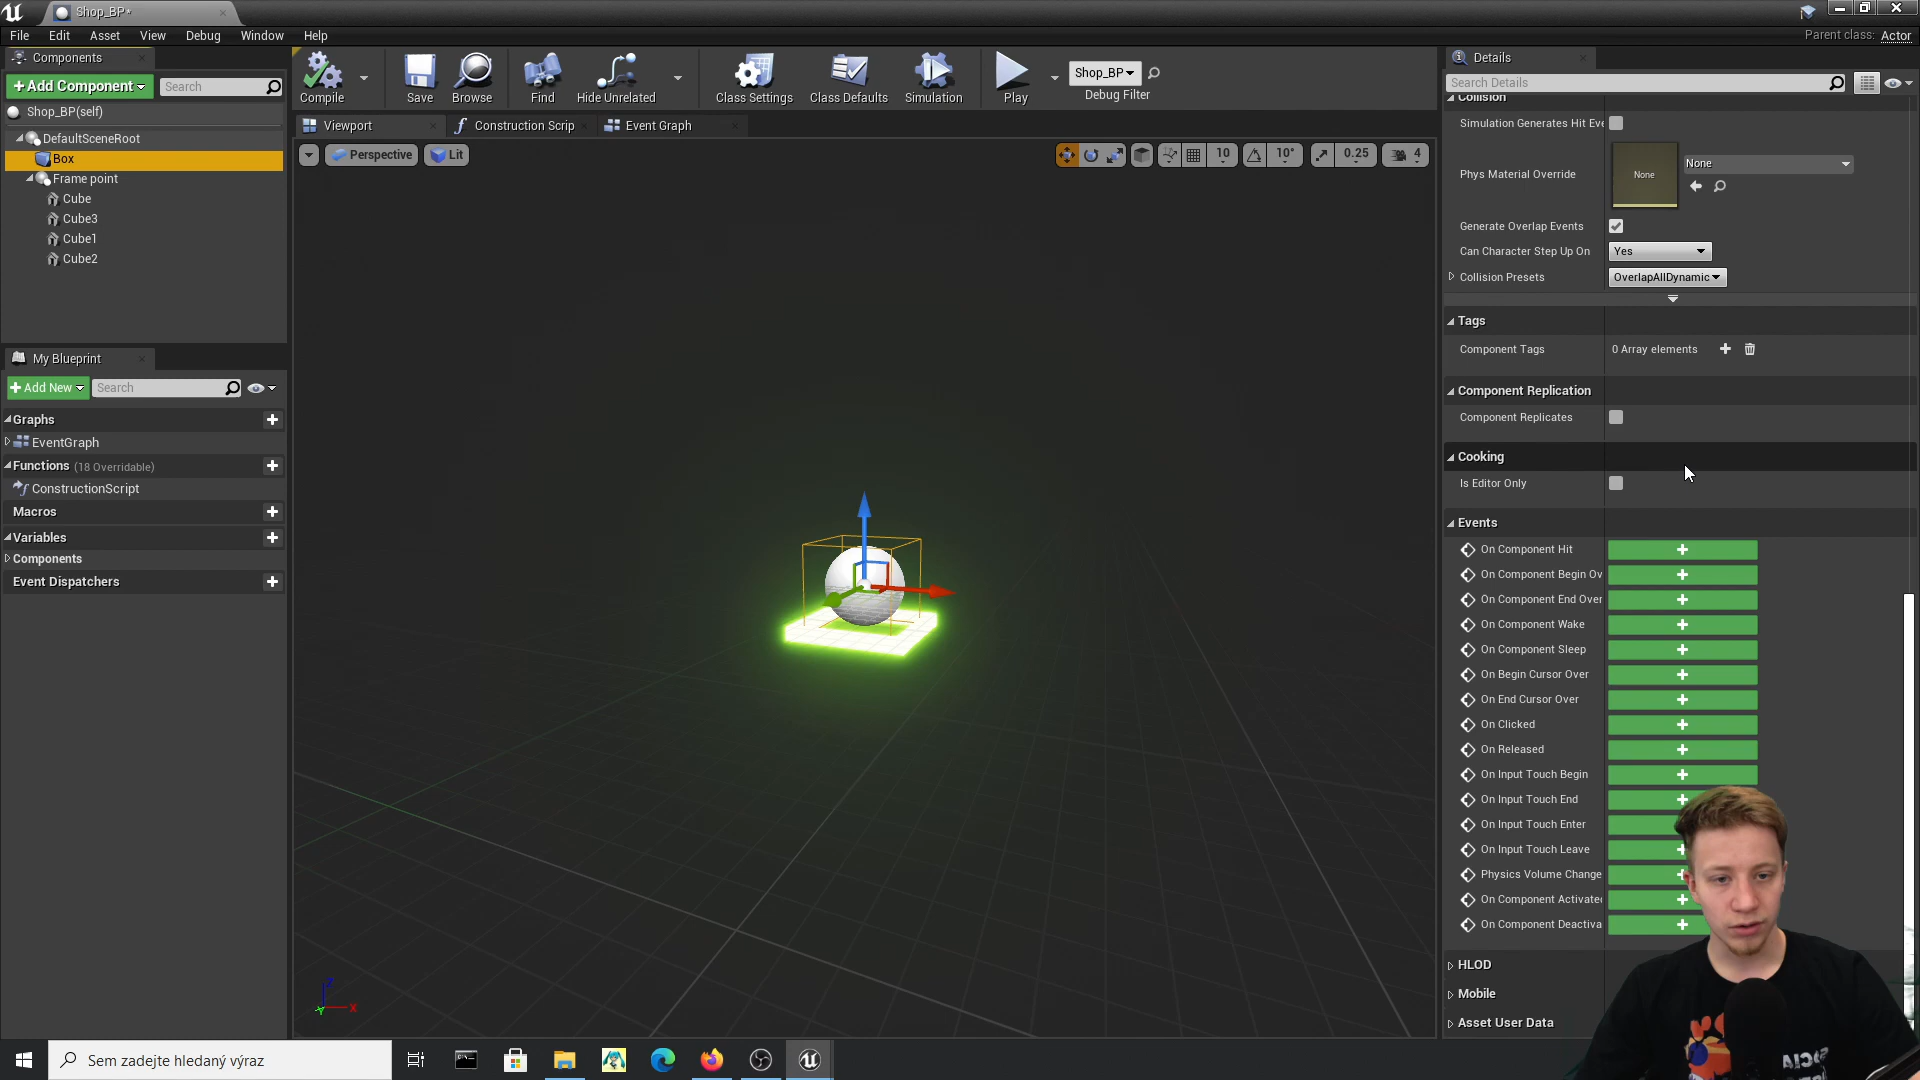 Shop_BP*
File Edit Asset View Debug Window Help
Parent class: Actor
Components
+Add Component
Search
Shop_BP(self)
DefaultSceneRoot
Box
Frame point
Cube
Cube3
Cube1
Cube2
My Blueprint
+Add New
Search
Graphs
EventGraph
Functions (18 Overridable)
ConstructionScript
Macros
Variables
Components
Event Dispatchers
Compile
Save
Browse
Find
Hide Unrelated
Class Settings
Class Defaults
Simulation
Play
Shop_BP
Debug Filter
Viewport
Construction Scrip
Event Graph
Perspective
Lit
10
10°
0.25
4
Z
X
Y
Details
Search Details
Collision
Simulation Generates Hit Eve
Phys Material Override
None
None
Generate Overlap Events
Can Character Step Up On
Yes
Collision Presets
OverlapAllDynamic
Tags
Component Tags
0 Array elements
Component Replication
Component Replicates
Cooking
Is Editor Only
Events
On Component Hit
On Component Begin Ov
On Component End Over
On Component Wake
On Component Sleep
On Begin Cursor Over
On End Cursor Over
On Clicked
On Released
On Input Touch Begin
On Input Touch End
On Input Touch Enter
On Input Touch Leave
Physics Volume Change
On Component Activated
On Component Deactiva
HLOD
Mobile
Asset User Data
Sem zadejte hledaný výraz